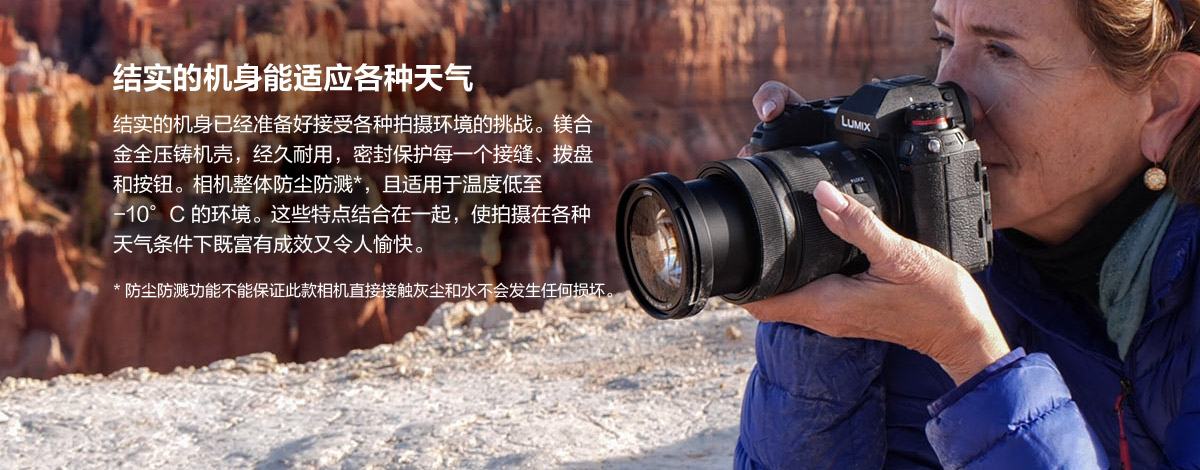 结实的机身能适应各种天气
结实的机身已经准备好接受各种拍摄环境的挑战。镁合
金全压铸机壳，经久耐用，密封保护每一个接缝、拨盘
和按钮。相机整体防尘防溅*，且适用于温度低至
-10°C 的环境。这些特点结合在一起，使拍摄在各种
天气条件下既富有成效又令人愉快。
* 防尘防溅功能不能保证此款相机直接接触灰尘和水不会发生任何损坏。
LUMIX